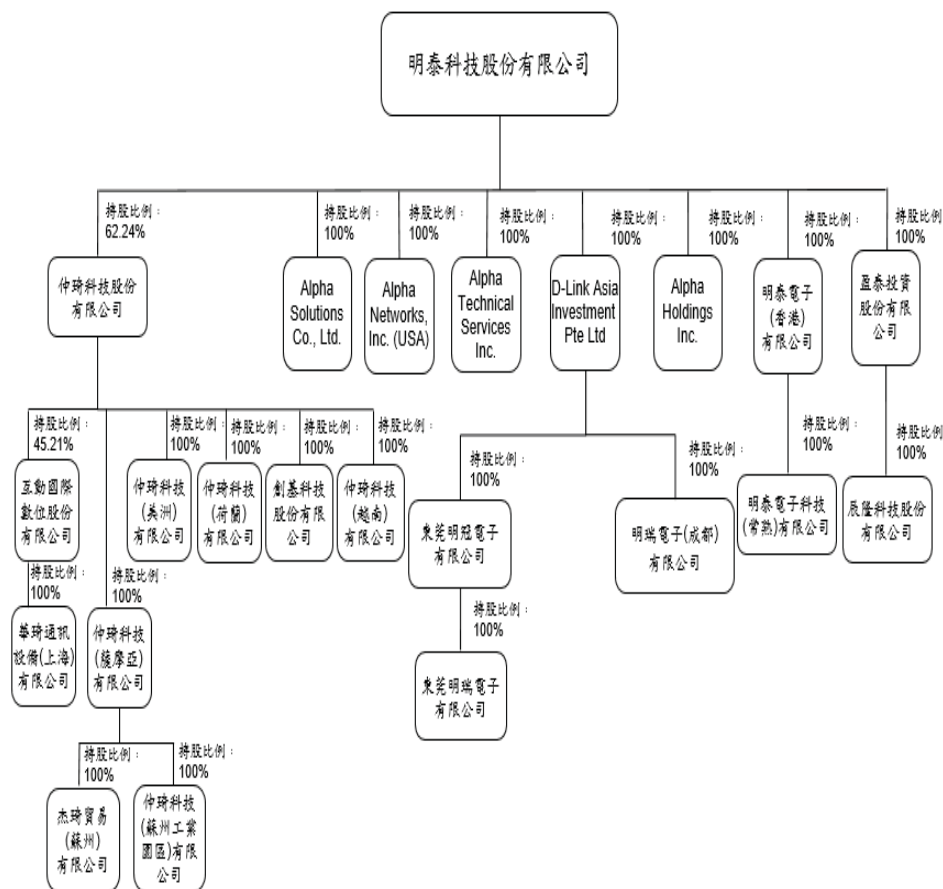 明泰科技股份有限公司
持股比例：
62.24%
持股比例：
100%
持股比例：
100%
持股比例：
100%
持股比例：
100%
持股比例：
100%
持股比例：
100%
持股比例：
100%
仲琦科技股份
有限公司
Alpha
Solutions
Co., Ltd.
Alpha
Networks,
Inc. (USA)
Alpha
Technical
Services
Inc.
D-Link Asia
Investment
Pte Ltd
Alpha
Holdings
Inc.
明泰電子
(香港)
有限公司
盈泰投資
股份有限
公司
持股比例：
45.21%
持股比例：
100%
持股比例：
100%
持股比例：
100%
持股比例：
100%
持股比例：
100%
持股比例：
100%
持股比例：
100%
持股比例：
100%
互動國際
數位股份
有限公司
仲琦科技
(美洲)
有限公司
仲琦科技
(荷蘭)
有限公司
創基科技
股份有限
公司
仲琦科技
(越南)
有限公司
東莞明冠電子
有限公司
明瑞電子(成都)
有限公司
明泰電子科技
(常熟)有限公司
辰隆科技股份
有限公司
持股比例：
100%
持股比例：
100%
持股比例：
100%
華琦通訊
設備(上海)
有限公司
仲琦科技
(薩摩亞)
有限公司
東莞明瑞電子
有限公司
持股比例：
100%
持股比例：
100%
杰琦貿易
(蘇州)
有限公司
仲琦科技
(蘇州工業
園區)有限
公司